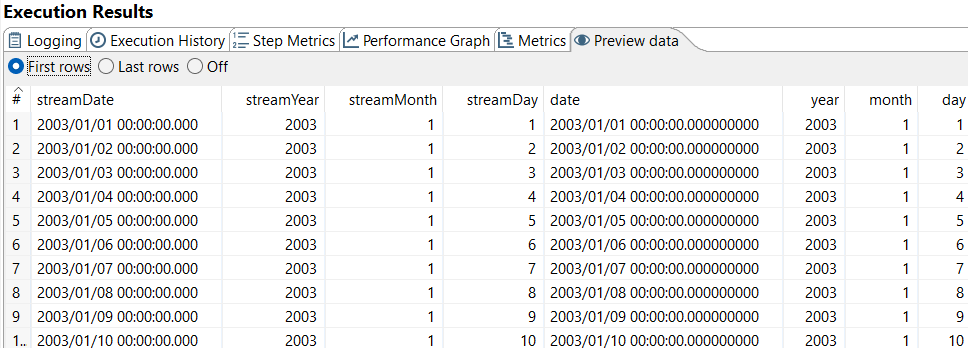 Execution Results
Logging Execution History Step Metrics Performance Graph Metrics Preview data
First rows Last rows Off
# streamDate streamYear streamMonth streamDay date year month day
1 2003/01/01 00:00:00.000 2003 1 1 2003/01/01 00:00:00.000000000 2003 1 1
2 2003/01/02 00:00:00.000 2003 1 2 2003/01/02 00:00:00.000000000 2003 1 2
3 2003/01/03 00:00:00.000 2003 1 3 2003/01/03 00:00:00.000000000 2003 1 3
4 2003/01/04 00:00:00.000 2003 1 4 2003/01/04 00:00:00.000000000 2003 1 4
5 2003/01/05 00:00:00.000 2003 1 5 2003/01/05 00:00:00.000000000 2003 1 5
6 2003/01/06 00:00:00.000 2003 1 6 2003/01/06 00:00:00.000000000 2003 1 6
7 2003/01/07 00:00:00.000 2003 1 7 2003/01/07 00:00:00.000000000 2003 1 7
8 2003/01/08 00:00:00.000 2003 1 8 2003/01/08 00:00:00.000000000 2003 1 8
9 2003/01/09 00:00:00.000 2003 1 9 2003/01/09 00:00:00.000000000 2003 1 9
1.. 2003/01/10 00:00:00.000 2003 1 10 2003/01/10 00:00:00.000000000 2003 1 10